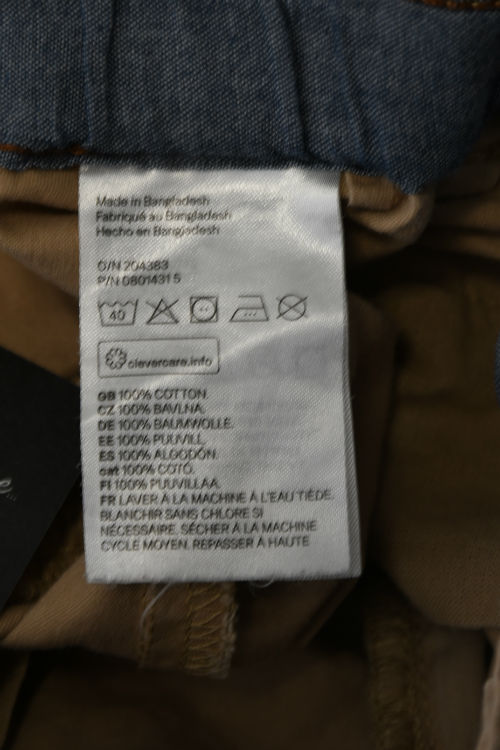 Made in Bangladesh
Fabriqué au Bangladesh
Hecho en Bangladesh
O/N 204383
P/N 08014315
40
clevercare.info
GB 100% COTTON.
CZ 100% BAVLNA.
DE 100% BAUMWOLLE.
EE 100% PUUVILL.
ES 100% ALGODÓN.
cat 100% COTÓ.
FI 100% PUUVILLAA.
FR LAVER À LA MACHINE À L'EAU TIÈDE.
BLANCHIR SANS CHLORE SI
NÉCESSAIRE. SÉCHER À LA MACHINE
CYCLE MOYEN. REPASSER À HAUTE